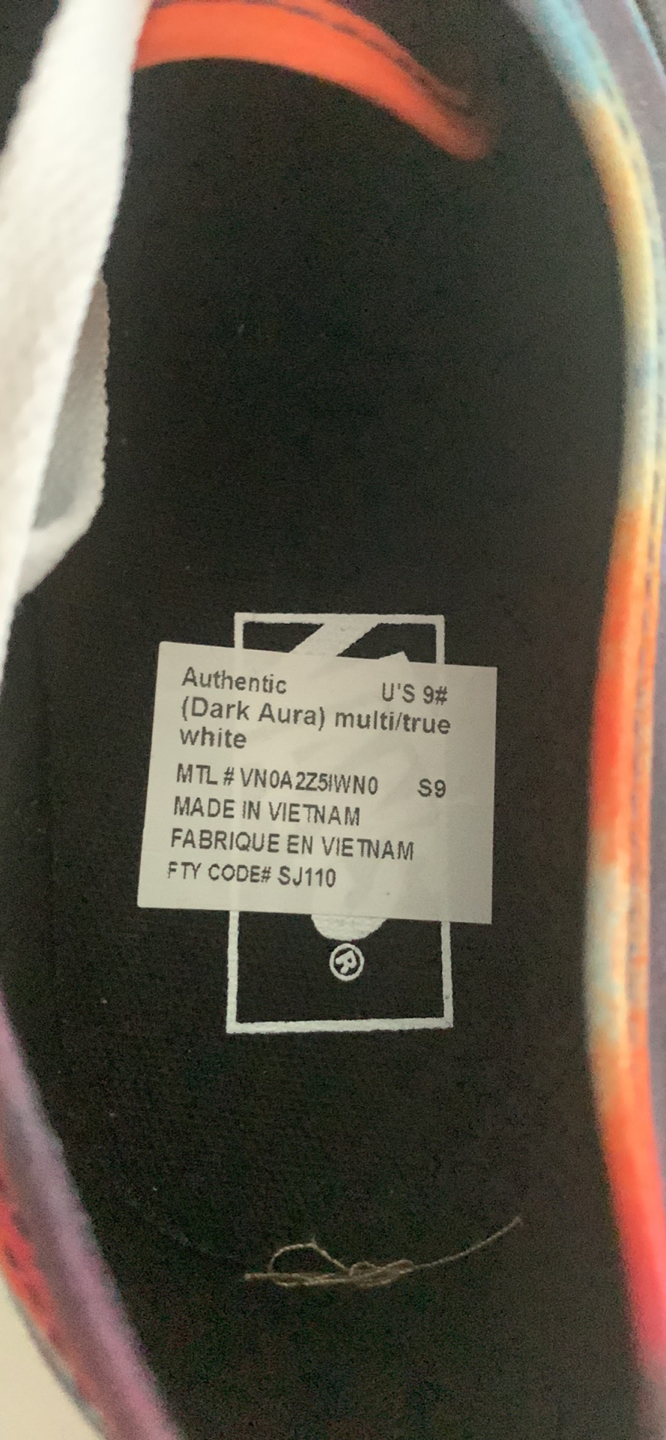 Authentic U'S 9#
(Dark Aura) multi/true
white
MTL # VN0A2Z5IWN0 S9
MADE IN VIETNAM
FABRIQUE EN VIETNAM
FTY CODE# SJ110
®